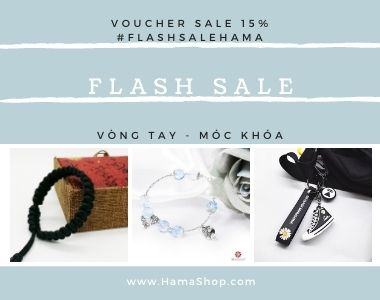 VOUCHER SALE 15%
#FLASHSALEHAMA
FLASH SALE
VÒNG TAY - MÓC KHÓA
www.HamaShop.com